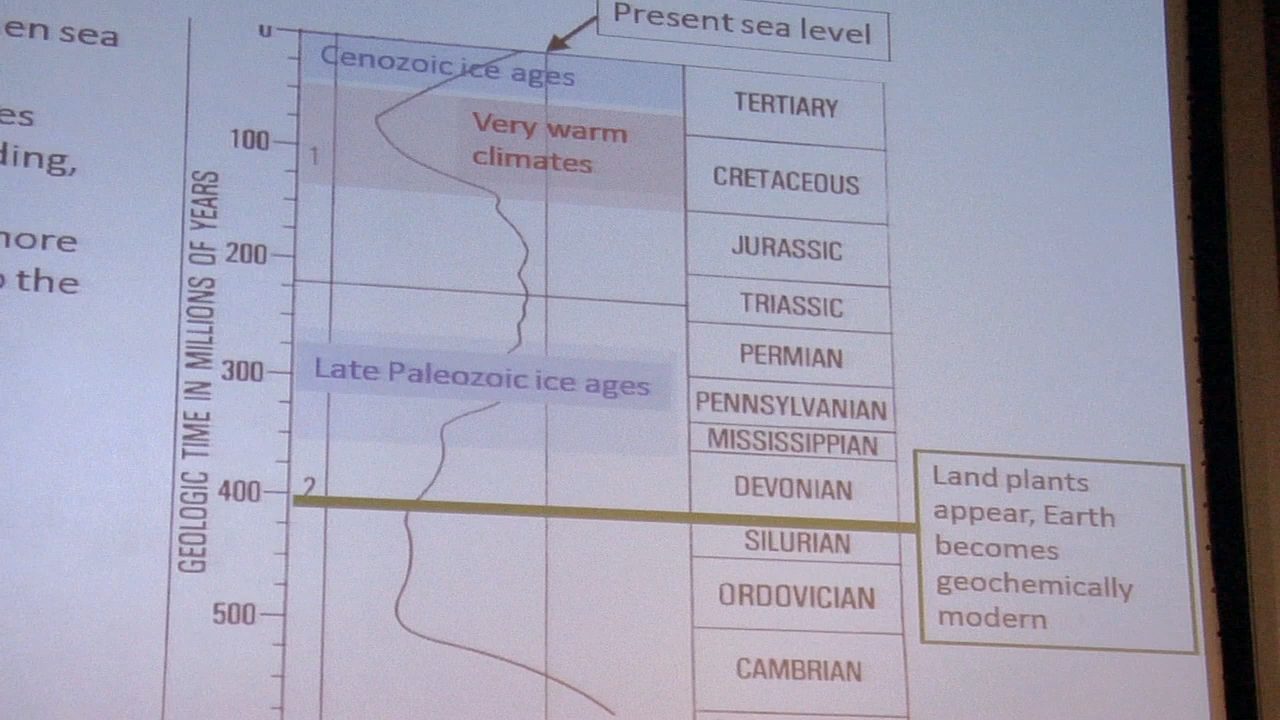 en sea
es
ding,
more
the
Present sea level
GEOLOGIC TIME IN MILLIONS OF YEARS
0
100
200
300
400
500
1
2
Cenozoic ice ages
Very warm
climates
Late Paleozoic ice ages
TERTIARY
CRETACEOUS
JURASSIC
TRIASSIC
PERMIAN
PENNSYLVANIAN
MISSISSIPPIAN
DEVONIAN
SILURIAN
ORDOVICIAN
CAMBRIAN
Land plants
appear, Earth
becomes
geochemically
modern